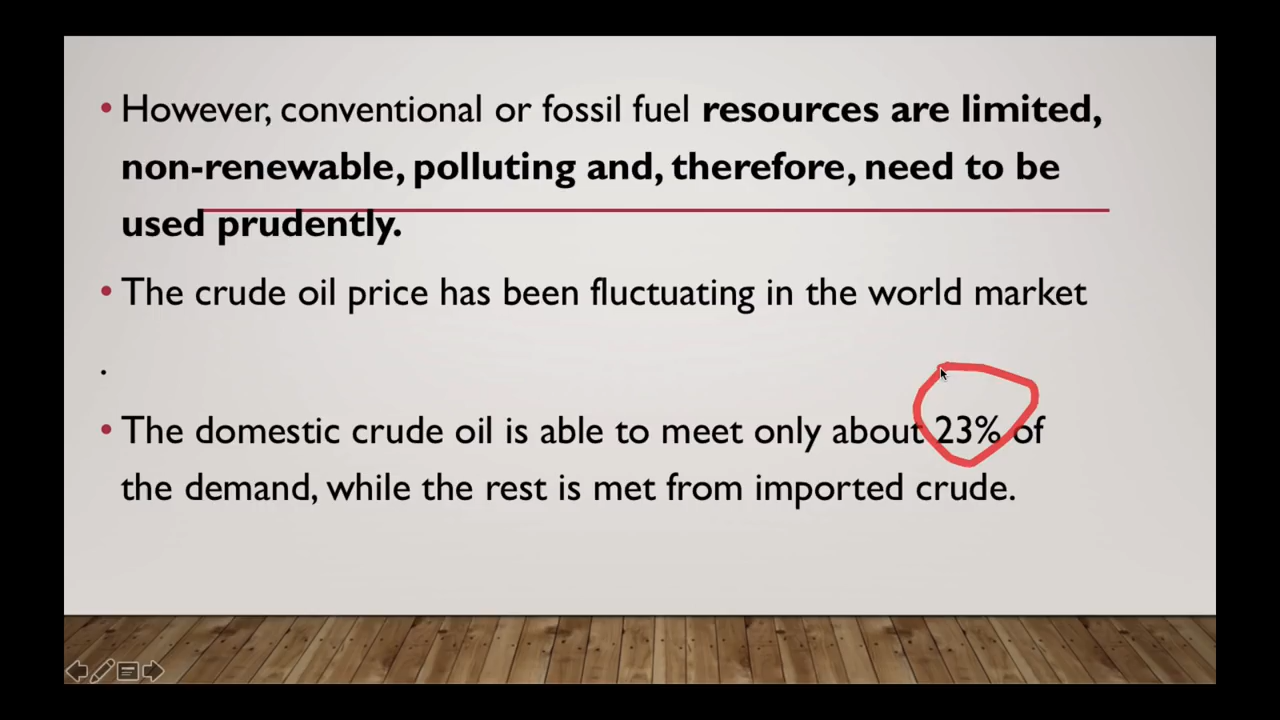 • However, conventional or fossil fuel resources are limited,
non-renewable, polluting and, therefore, need to be
used prudently.
• The crude oil price has been fluctuating in the world market
.
• The domestic crude oil is able to meet only about 23% of
the demand, while the rest is met from imported crude.